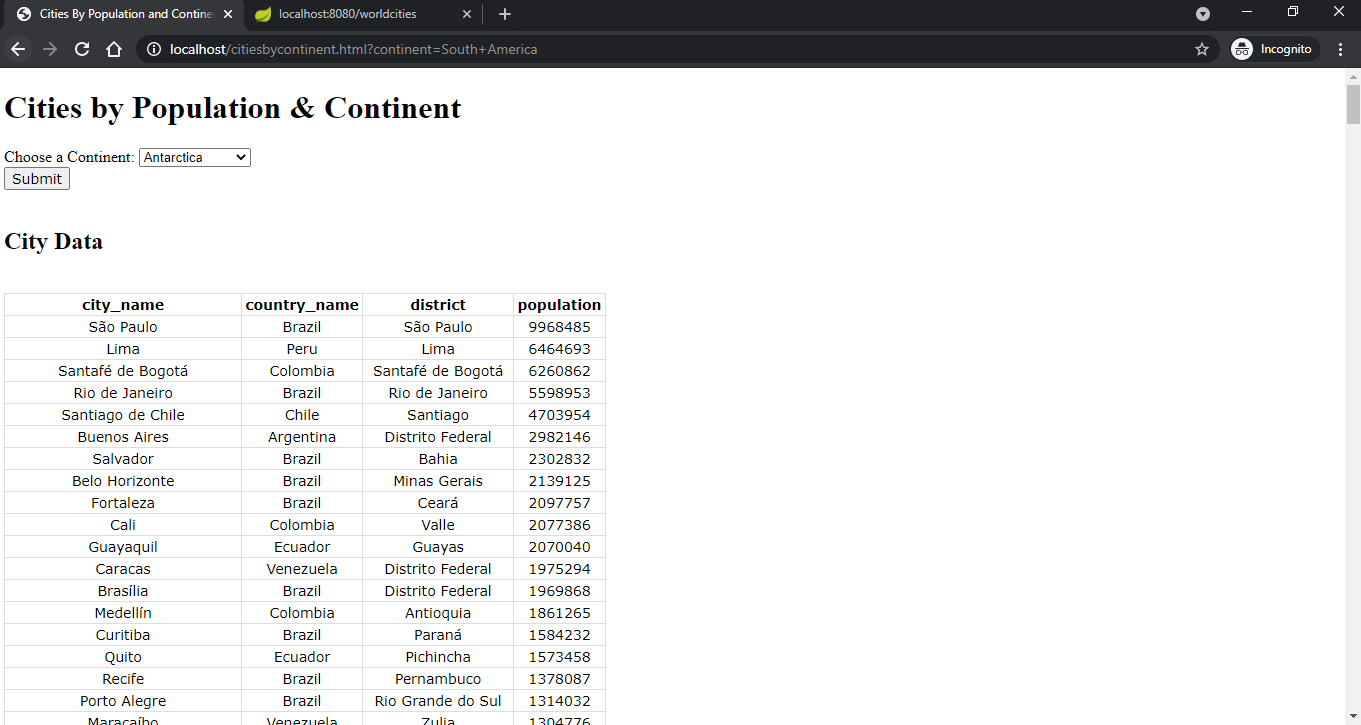 Cities By Population and Contine
localhost:8080/worldcities
localhost/citiesbycontinent.html?continent=South+America
Incognito
Cities by Population & Continent
Choose a Continent: Antarctica
Submit
City Data
city_name country_name district population
São Paulo Brazil São Paulo 9968485
Lima Peru Lima 6464693
Santafé de Bogotá Colombia Santafé de Bogotá 6260862
Rio de Janeiro Brazil Rio de Janeiro 5598953
Santiago de Chile Chile Santiago 4703954
Buenos Aires Argentina Distrito Federal 2982146
Salvador Brazil Bahia 2302832
Belo Horizonte Brazil Minas Gerais 2139125
Fortaleza Brazil Ceará 2097757
Cali Colombia Valle 2077386
Guayaquil Ecuador Guayas 2070040
Caracas Venezuela Distrito Federal 1975294
Brasília Brazil Distrito Federal 1969868
Medellín Colombia Antioquia 1861265
Curitiba Brazil Paraná 1584232
Quito Ecuador Pichincha 1573458
Recife Brazil Pernambuco 1378087
Porto Alegre Brazil Rio Grande do Sul 1314032
Maracaíbo Venezuela Zulia 1304776